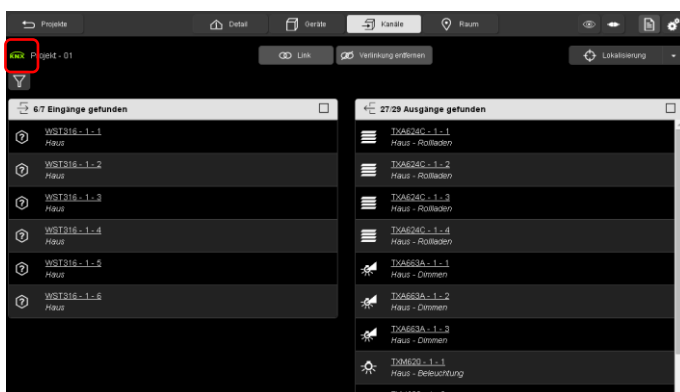 Projekte
Detail
Geräte
Kanäle
Raum
KNX Projekt - 01
Link
Verlinkung entfernen
Lokalisierung
6/7 Eingänge gefunden
WST316 - 1 - 1
Haus
WST316 - 1 - 2
Haus
WST316 - 1 - 3
Haus
WST316 - 1 - 4
Haus
WST316 - 1 - 5
Haus
WST316 - 1 - 6
Haus
27/29 Ausgänge gefunden
TXA624C - 1 - 1
Haus - Rollladen
TXA624C - 1 - 2
Haus - Rollladen
TXA624C - 1 - 3
Haus - Rollladen
TXA624C - 1 - 4
Haus - Rollladen
TXA663A - 1 - 1
Haus - Dimmen
TXA663A - 1 - 2
Haus - Dimmen
TXA663A - 1 - 3
Haus - Dimmen
TXM620 - 1 - 1
Haus - Beleuchtung